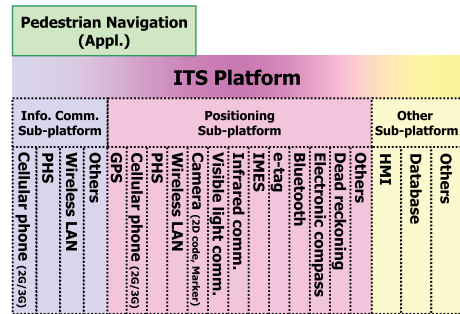 Pedestrian Navigation
(Appl.)
ITS Platform
Info. Comm.
Sub-platform
Positioning
Sub-platform
Other
Sub-platform
Cellular phone (2G/3G)
PHS
Wireless LAN
Others
GPS
Cellular phone (2G/3G)
PHS
Wireless LAN
Camera (2D code, Marker)
Visible light comm.
Infrared comm.
IMES
e-tag
Bluetooth
Electronic compass
Dead reckoning
Others
HMI
Database
Others